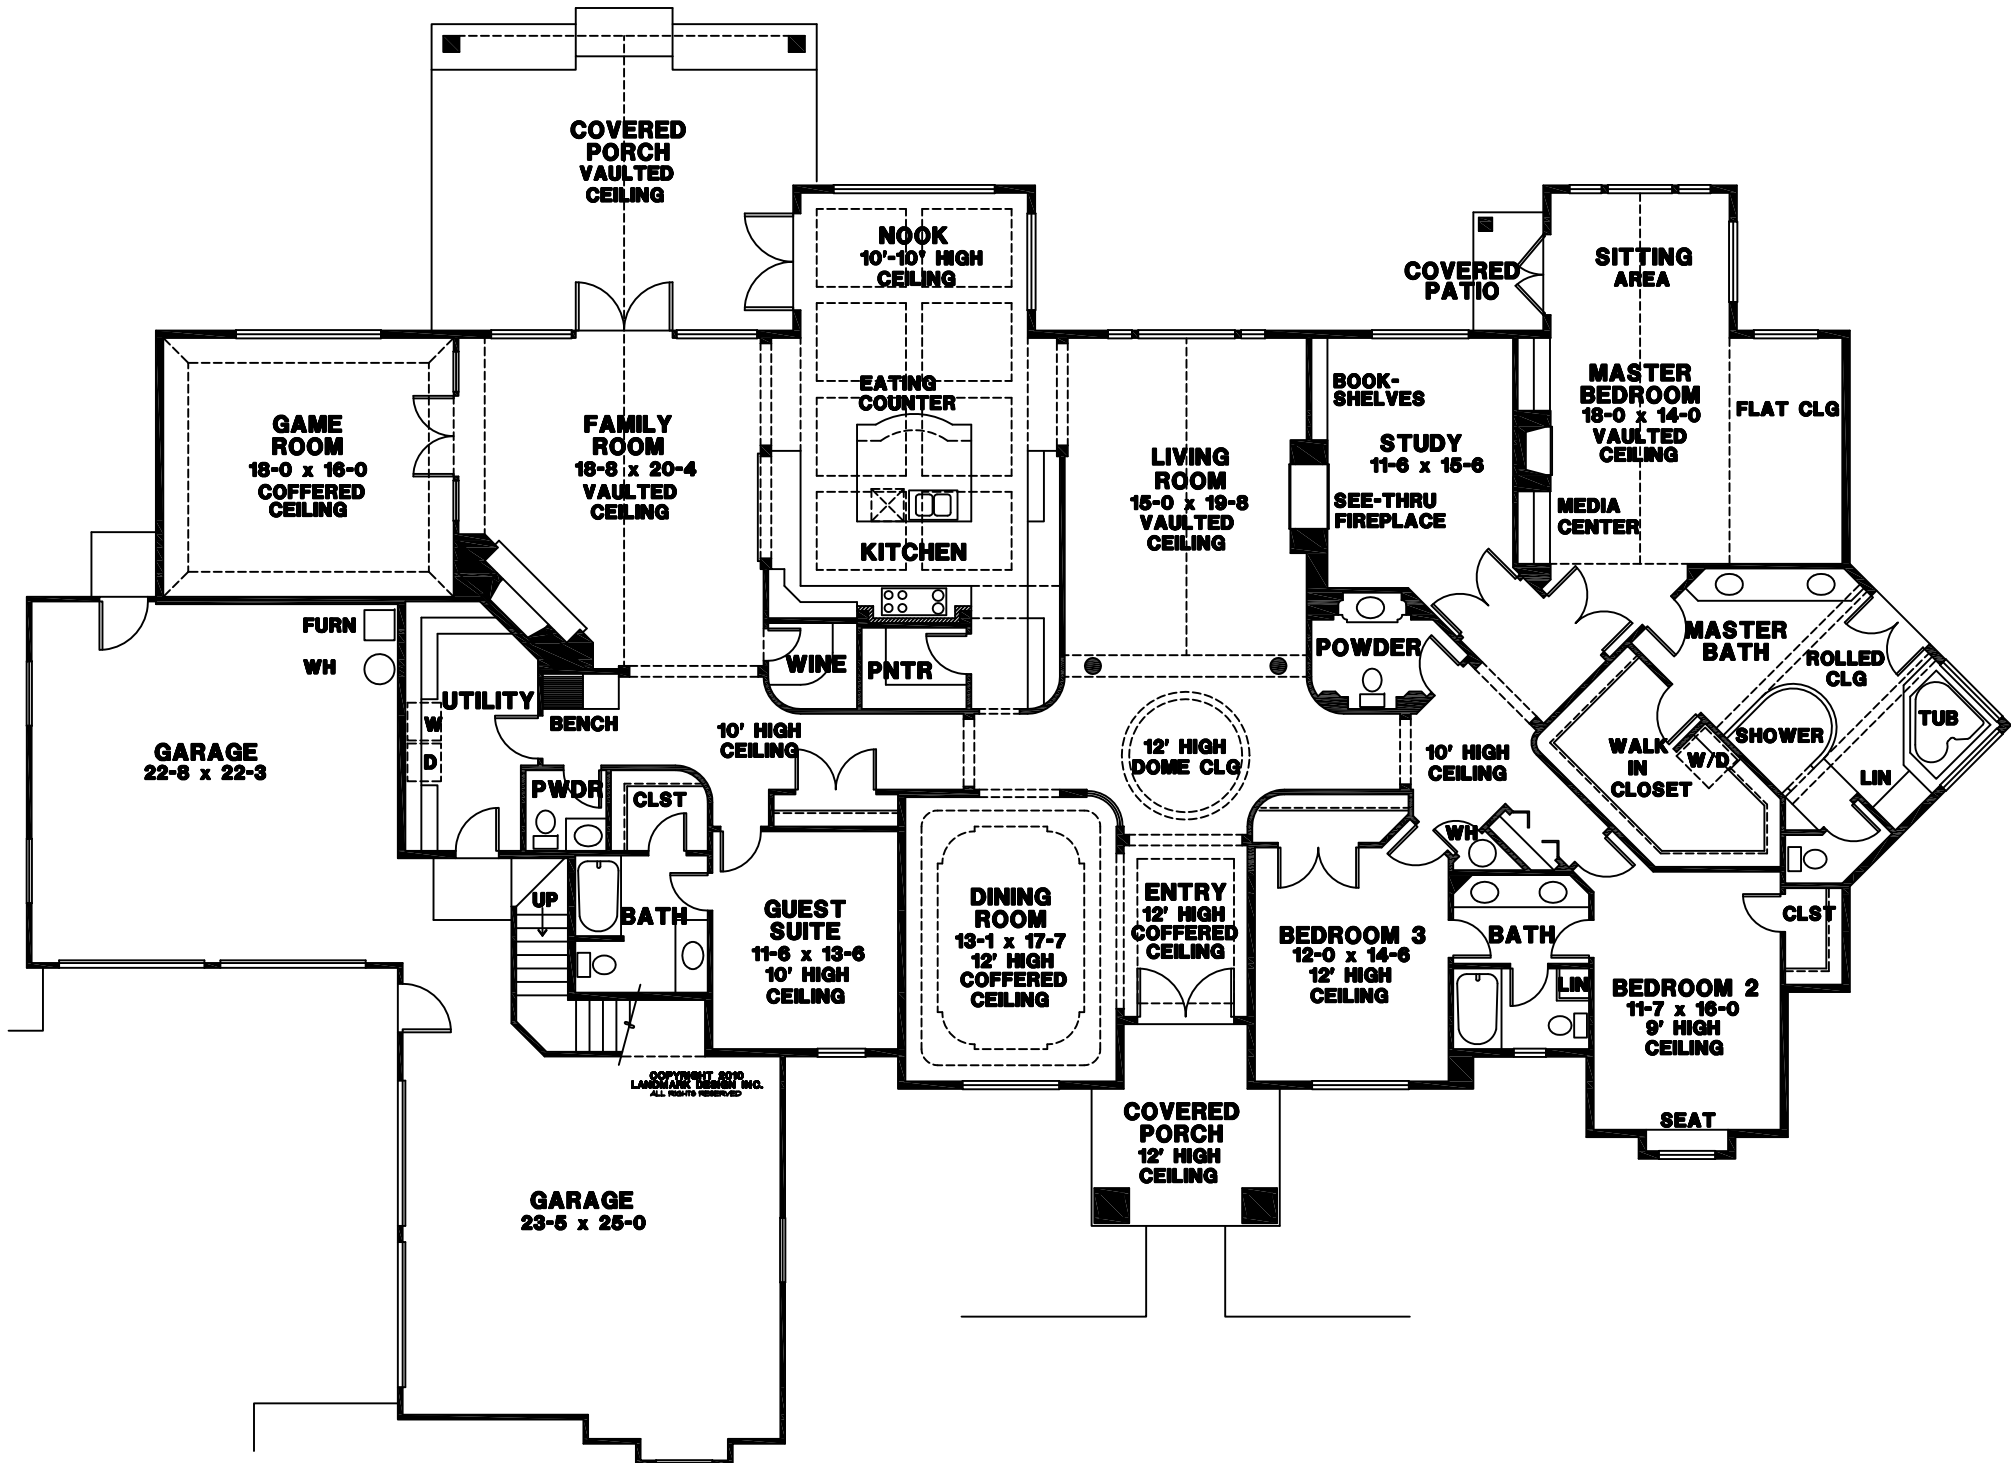 COVERED
PORCH
VAULTED
CEILING
NOOK
10'-10' HIGH
CEILING
COVERED
PATIO
SITTING
AREA
EATING
COUNTER
BOOK-
SHELVES
MASTER
BEDROOM
18-0 x 14-0
VAULTED
CEILING
FLAT CLG
GAME
ROOM
18-0 x 16-0
COFFERED
CEILING
FAMILY
ROOM
18-8 x 20-4
VAULTED
CEILING
LIVING
ROOM
15-0 x 19-8
VAULTED
CEILING
STUDY
11-6 x 15-6
SEE-THRU
FIREPLACE
MEDIA
CENTER
KITCHEN
FURN
WH
WINE
PNTR
POWDER
MASTER
BATH
ROLLED
CLG
UTILITY
W
D
BENCH
10' HIGH
CEILING
12' HIGH
DOME CLG
10' HIGH
CEILING
WALK
IN
CLOSET
W/D
SHOWER
TUB
LIN
GARAGE
22-8 x 22-3
PWDR
CLST
WH
UP
BATH
GUEST
SUITE
11-6 x 13-6
10' HIGH
CEILING
DINING
ROOM
13-1 x 17-7
12' HIGH
COFFERED
CEILING
ENTRY
12' HIGH
COFFERED
CEILING
BEDROOM 3
12-0 x 14-6
12' HIGH
CEILING
BATH
LIN
CLST
BEDROOM 2
11-7 x 16-0
9' HIGH
CEILING
SEAT
COPYRIGHT 2010
LANDMARK DESIGN INC.
ALL RIGHTS RESERVED
COVERED
PORCH
12' HIGH
CEILING
GARAGE
23-5 x 25-0